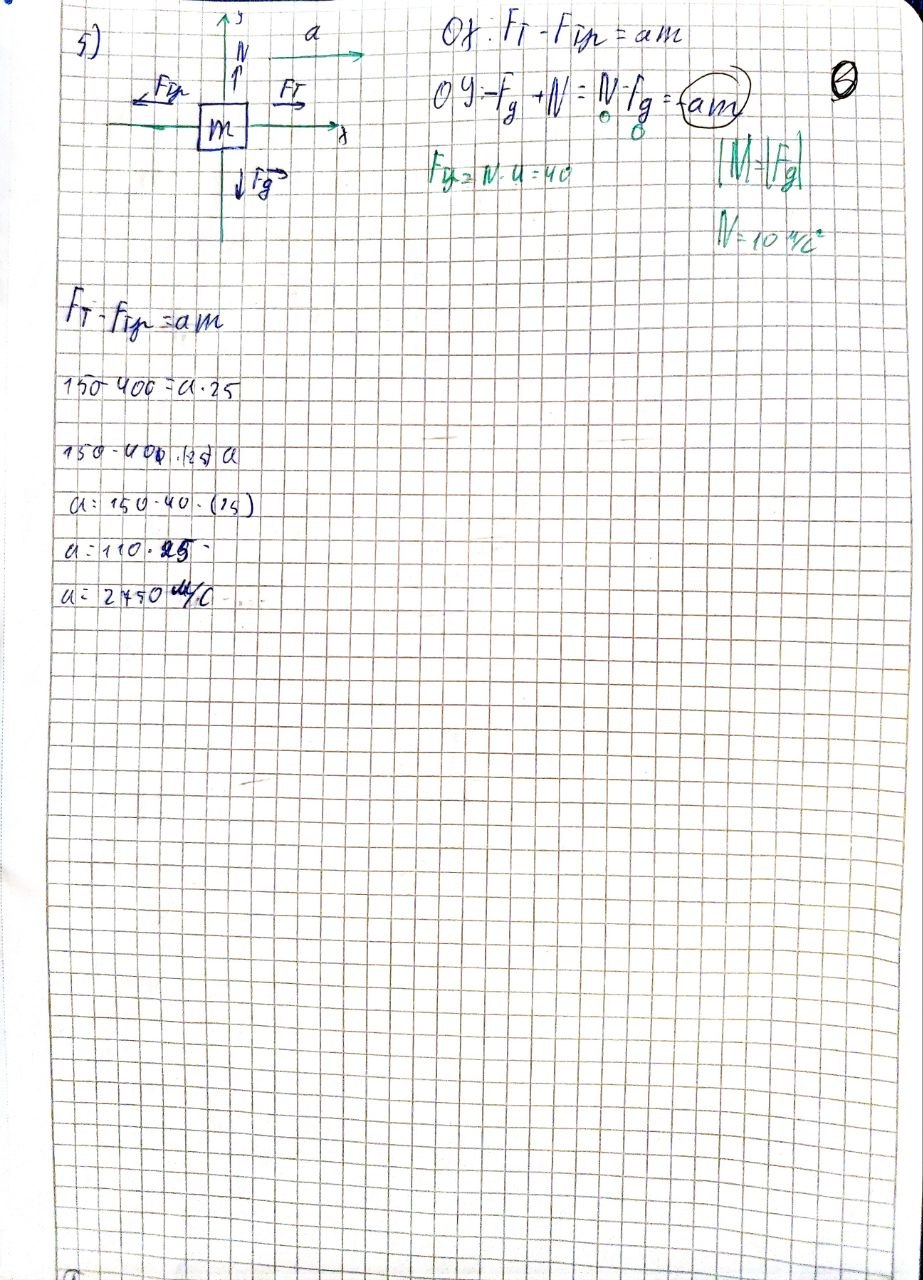 5)
y
N
a
Fтр
Fт
m
x
Fg
OX: Fт - Fтр = am
OY: -Fg + N = N - Fg = am
Fтр = N · u = 40
|N| = |Fg|
N = 10 м/с²
Fт - Fтр = am
150 - 400 = a · 25
150 - 400 · (25) a
a = 150 - 40 · (25)
a = 110 · 25
a = 2750 м/с